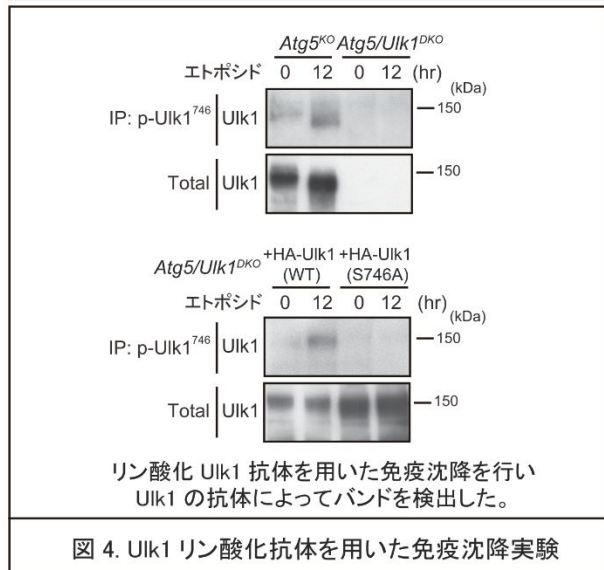 Atg5KO Atg5/Ulk1DKO
エトポシド 0 12 0 12 (hr)
(kDa)
IP: p-Ulk1746 Ulk1 150
Total Ulk1 150
Atg5/Ulk1DKO +HA-Ulk1 (WT) +HA-Ulk1 (S746A)
エトポシド 0 12 0 12 (hr)
(kDa)
IP: p-Ulk1746 Ulk1 150
Total Ulk1 150
リン酸化 Ulk1 抗体を用いた免疫沈降を行い
Ulk1 の抗体によってバンドを検出した。
図 4. Ulk1 リン酸化抗体を用いた免疫沈降実験